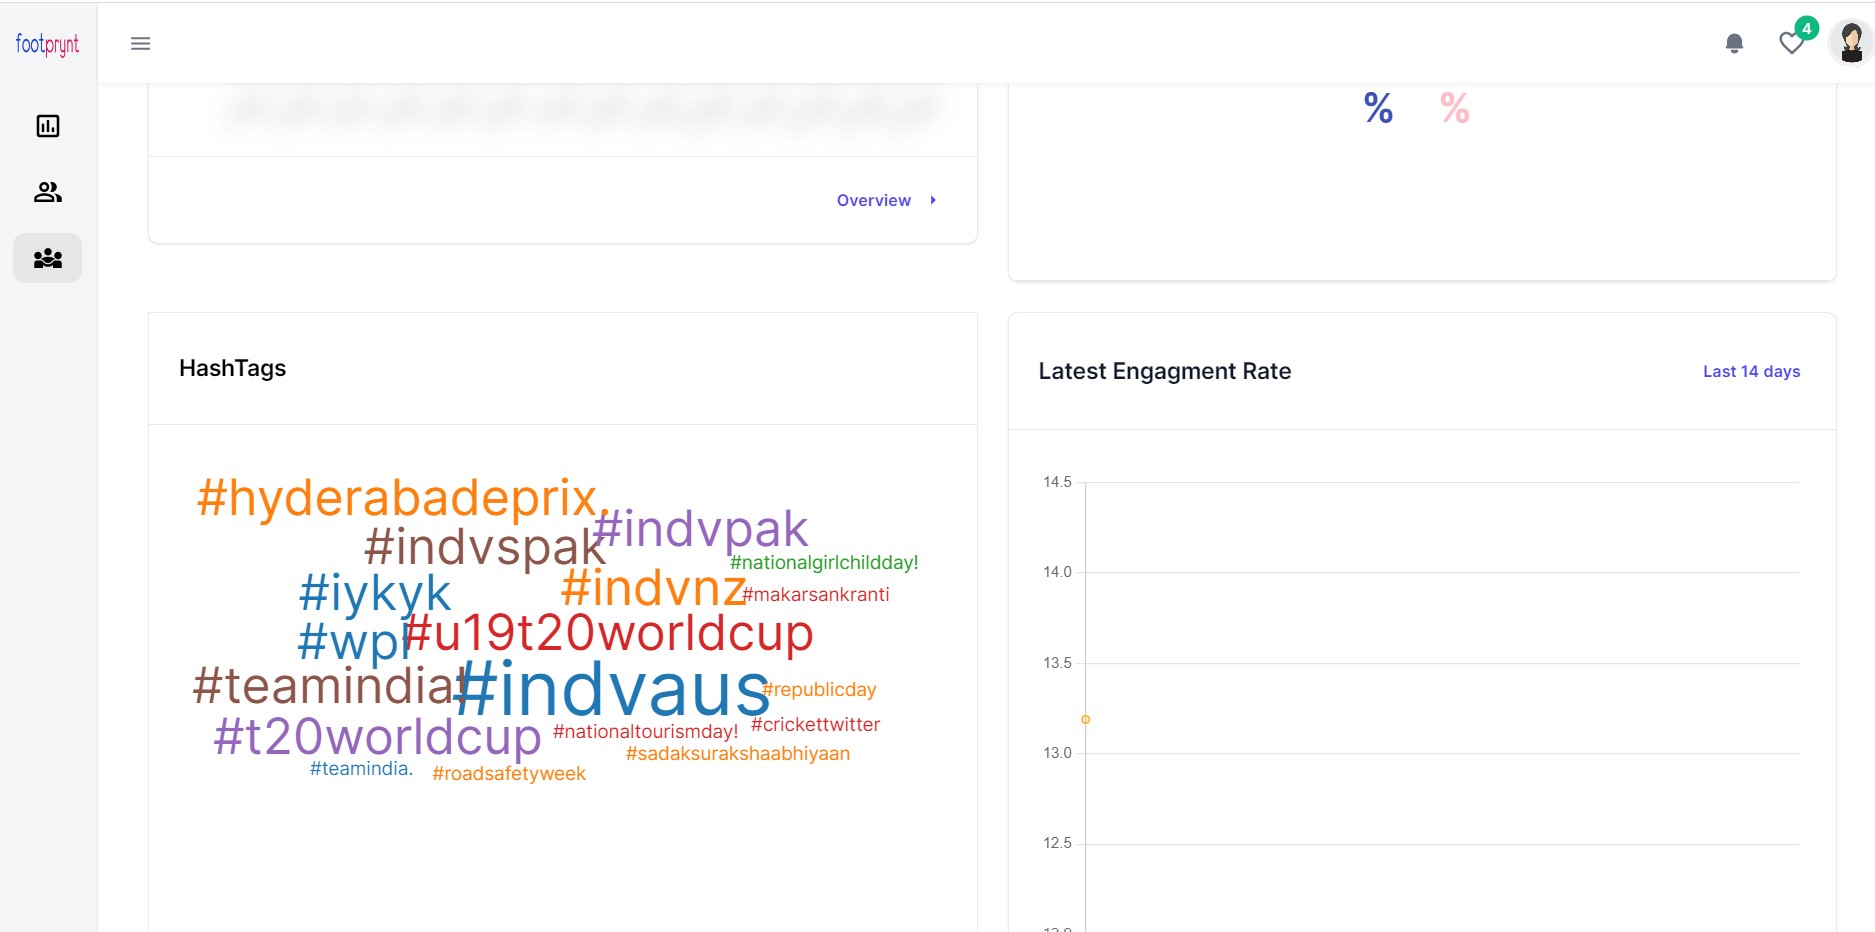 footprynt
4
% %
Overview
HashTags
#hyderabadeprix.
#indvpak
#indvspak
#nationalgirlchildday!
#iykyk
#indvnz
#makarsankranti
#wpl
#u19t20worldcup
#teamindia!
#indvaus
#republicday
#t20worldcup
#nationaltourismday!
#crickettwitter
#sadaksurakshaabhiyaan
#teamindia.
#roadsafetyweek
Latest Engagment Rate
Last 14 days
14.5
14.0
13.5
13.0
12.5